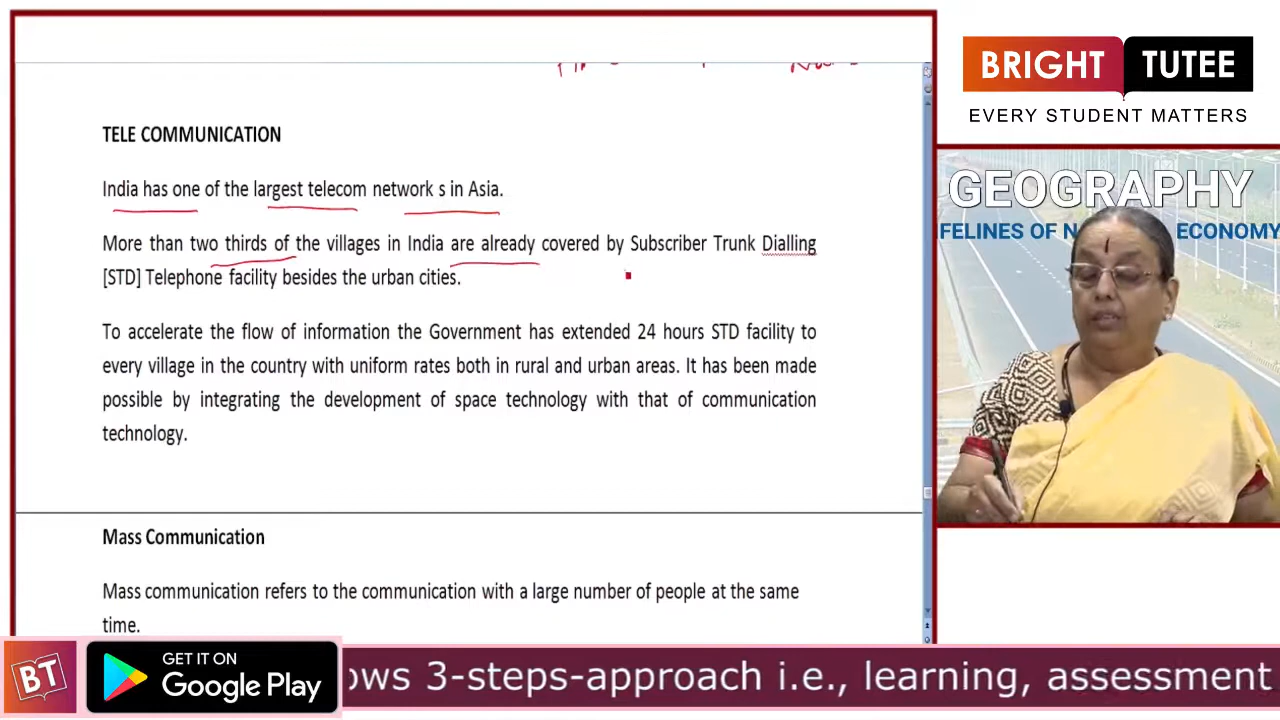 BRIGHT TUTEE
EVERY STUDENT MATTERS
GEOGRAPHY
FELINES OF N ECONOMY
TELE COMMUNICATION
India has one of the largest telecom network s in Asia.
More than two thirds of the villages in India are already covered by Subscriber Trunk Dialling
[STD] Telephone facility besides the urban cities.
To accelerate the flow of information the Government has extended 24 hours STD facility to
every village in the country with uniform rates both in rural and urban areas. It has been made
possible by integrating the development of space technology with that of communication
technology.
Mass Communication
Mass communication refers to the communication with a large number of people at the same
time.
BT
GET IT ON
Google Play
ows 3-steps-approach i.e., learning, assessment